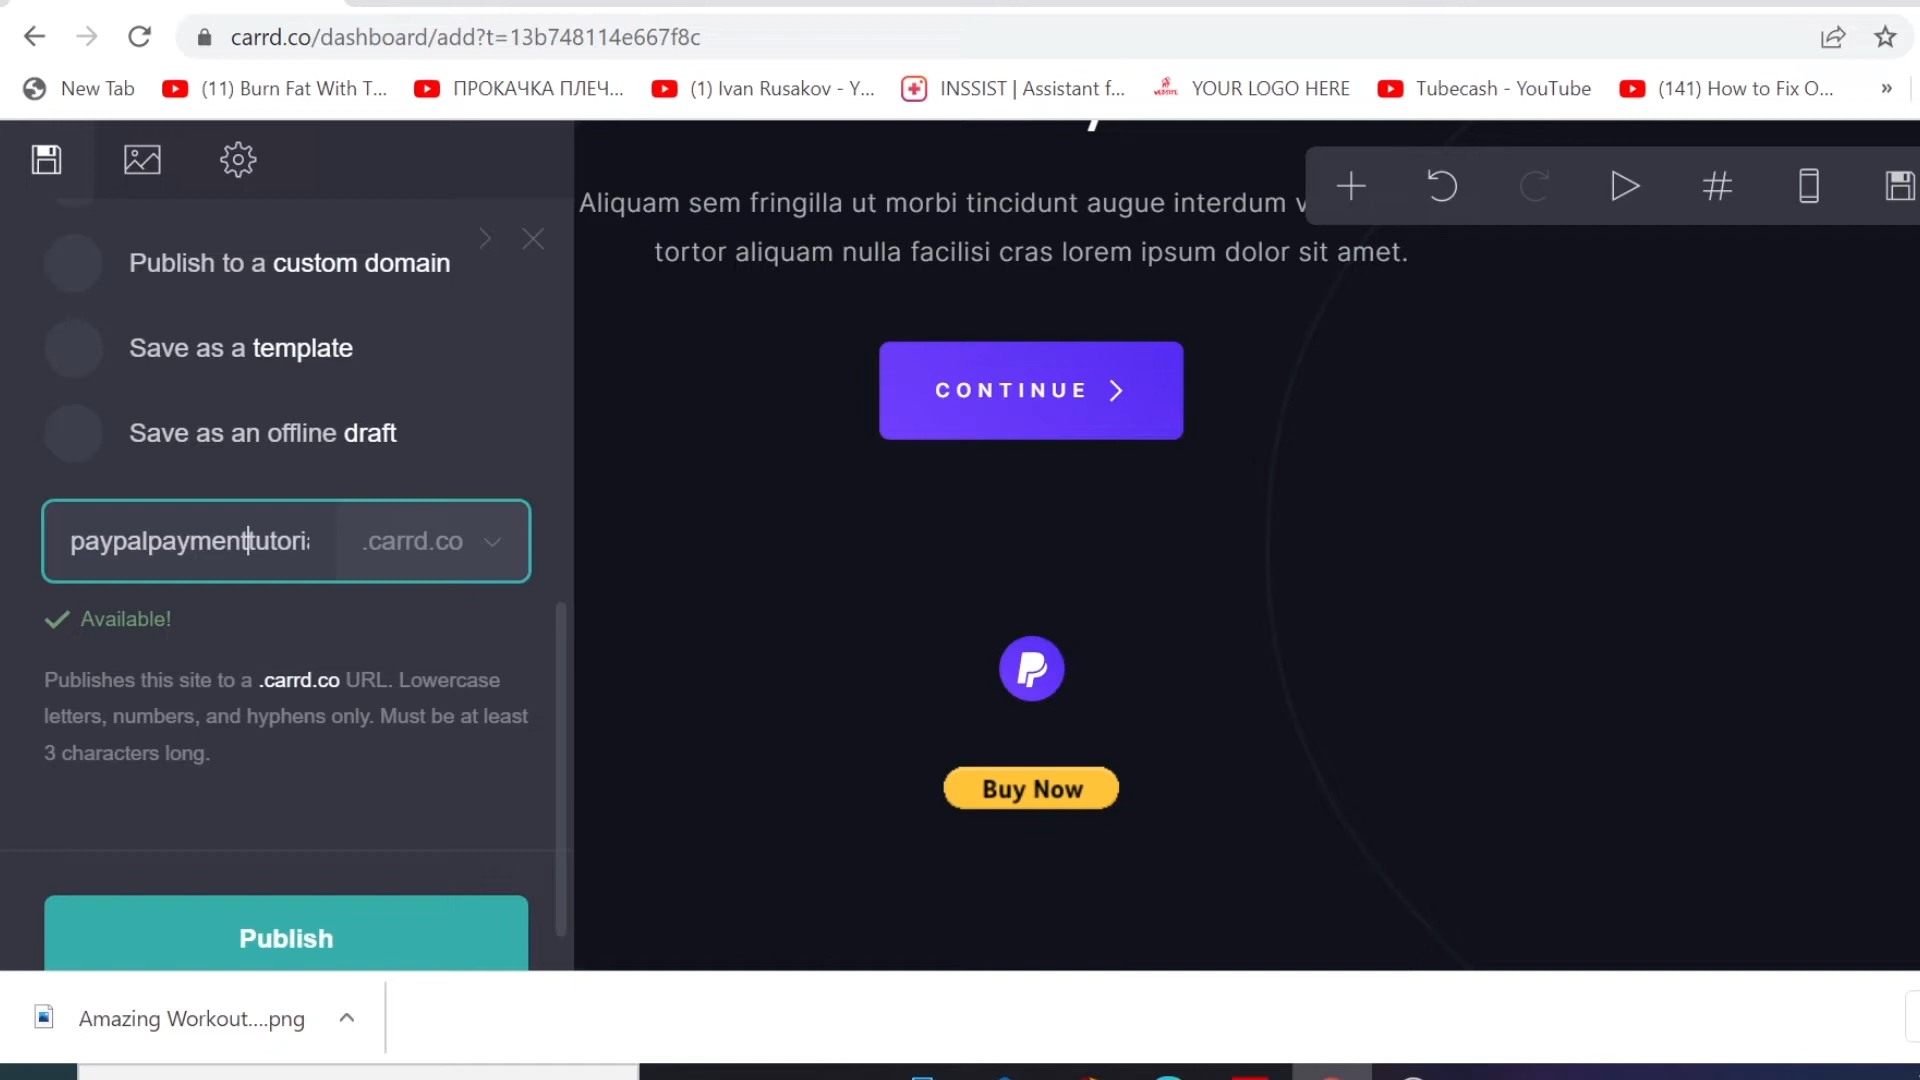 carrd.co/dashboard/add?t=13b748114e667f8c
New Tab
(11) Burn Fat With T...
ПРОКАЧКА ПЛЕЧ...
(1) Ivan Rusakov - Y...
INSSIST | Assistant f...
YOUR LOGO HERE
Tubecash - YouTube
(141) How to Fix O...
»
Publish to a custom domain
Save as a template
Save as an offline draft
paypalpaymenttutoria
.carrd.co
Available!
Publishes this site to a .carrd.co URL. Lowercase
letters, numbers, and hyphens only. Must be at least
3 characters long.
Publish
Aliquam sem fringilla ut morbi tincidunt augue interdum v
tortor aliquam nulla facilisi cras lorem ipsum dolor sit amet.
CONTINUE
Buy Now
Amazing Workout....png